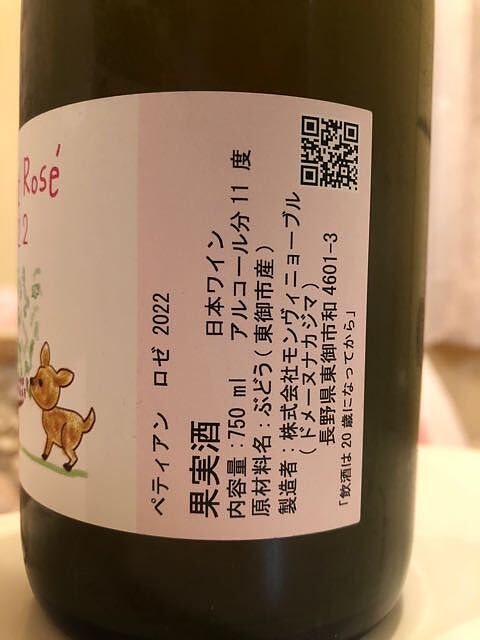 Rosé
22
ペティアン ロゼ 2022
果実酒 日本ワイン
内容量:750 ml アルコール分11 度
原材料名:ぶどう(東御市産)
製造者:株式会社モンヴィニョーブル
(ドメーヌナカジマ)
長野県東御市和 4601-3
「飲酒は20歳になってから」